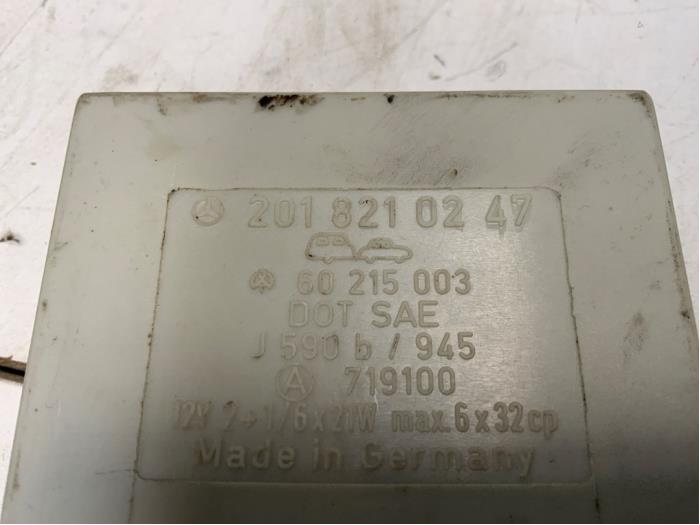 201 821 02 47
60 215 003
DOT SAE
J 590 b / 945
A 719100
12V 2+1/6x21W max.6x32cp
Made in Germany